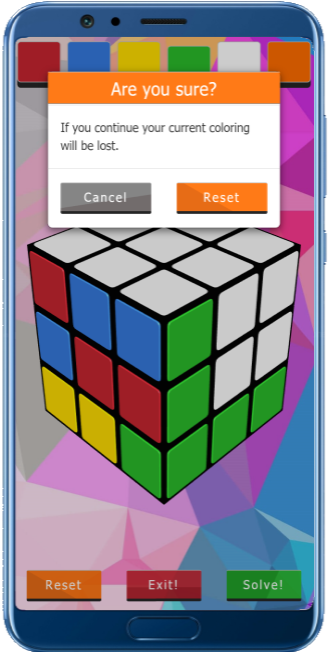 Are you sure?
If you continue your current coloring
will be lost.
Cancel
Reset
Reset
Exit!
Solve!